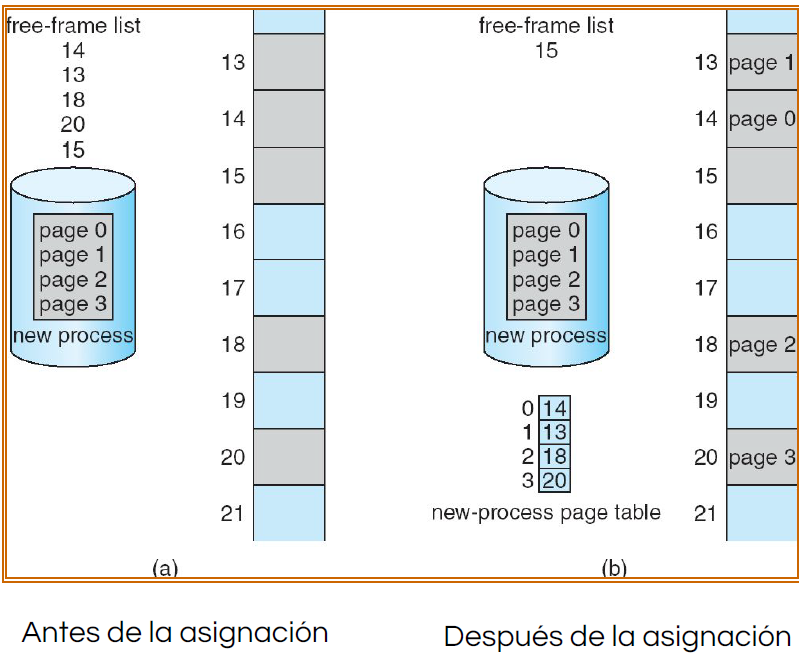 free-frame list
14
13
18
20
15
page 0
page 1
page 2
page 3
new process
13
14
15
16
17
18
19
20
21
(a)
free-frame list
15
page 0
page 1
page 2
page 3
new process
0 14
1 13
2 18
3 20
new-process page table
13 page 1
14 page 0
15
16
17
18 page 2
19
20 page 3
21
(b)
Antes de la asignación
Después de la asignación